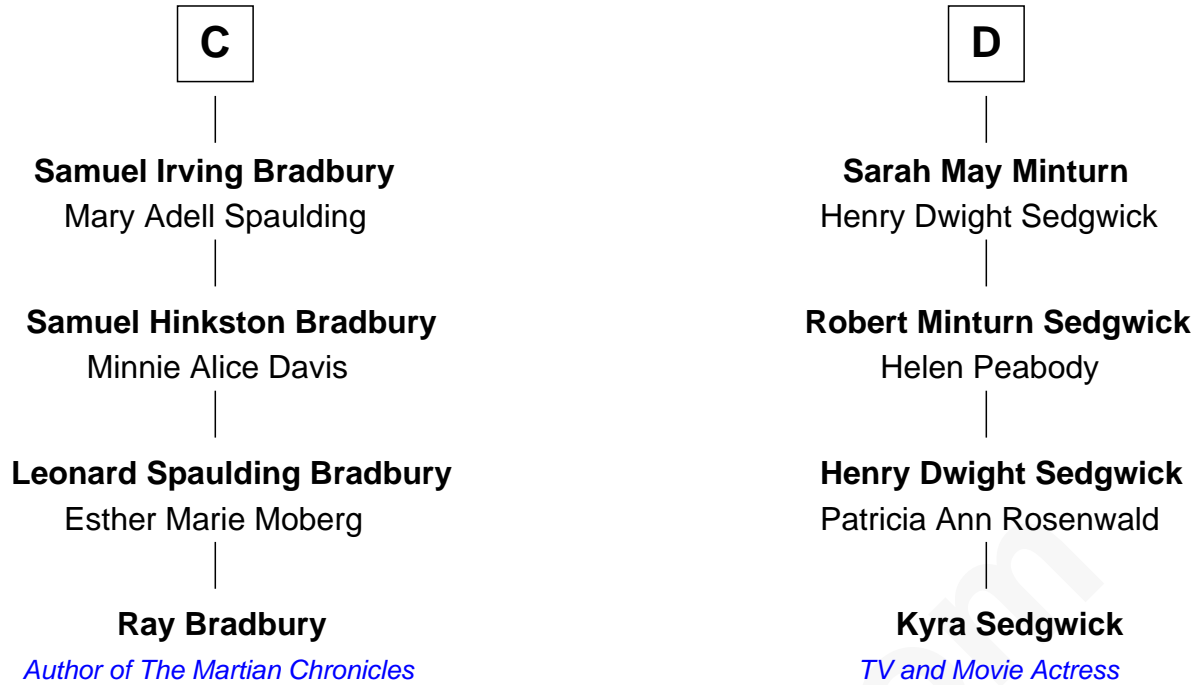 C
Samuel Irving Bradbury
Mary Adell Spaulding
Samuel Hinkston Bradbury
Minnie Alice Davis
Leonard Spaulding Bradbury
Esther Marie Moberg
Ray Bradbury
Author of The Martian Chronicles
D
Sarah May Minturn
Henry Dwight Sedgwick
Robert Minturn Sedgwick
Helen Peabody
Henry Dwight Sedgwick
Patricia Ann Rosenwald
Kyra Sedgwick
TV and Movie Actress